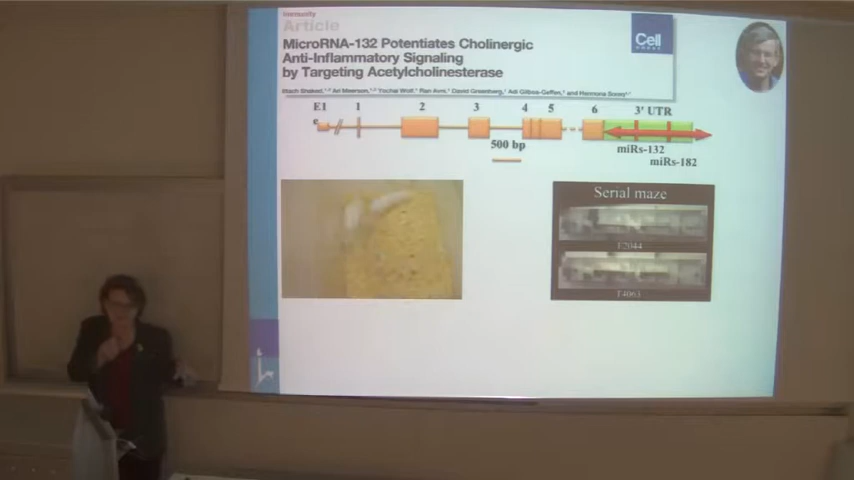 Immunity
Article
MicroRNA-132 Potentiates Cholinergic
Anti-Inflammatory Signaling
by Targeting Acetylcholinesterase
Cell
E1 1 2 3 4 5 6 3' UTR
e
500 bp
miRs-132
miRs-182
Serial maze
T4063